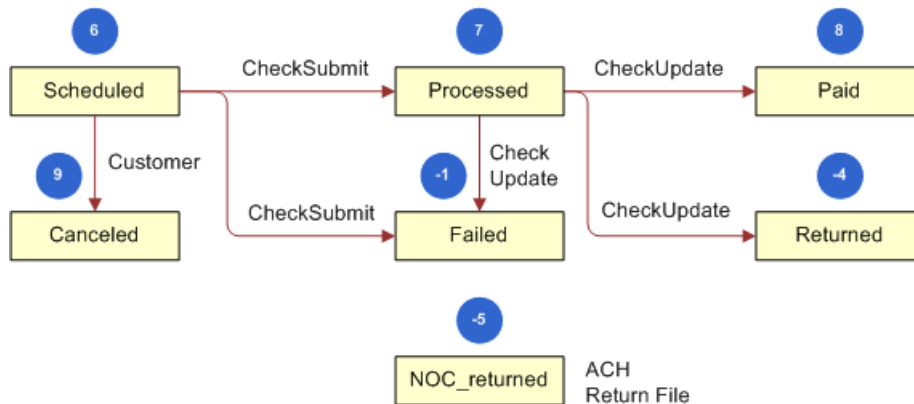 6
7
8
CheckSubmit
CheckUpdate
Scheduled
Processed
Paid
Customer
Check
Update
9
-1
-4
CheckSubmit
CheckUpdate
Canceled
Failed
Returned
-5
NOC_returned
ACH
Return File